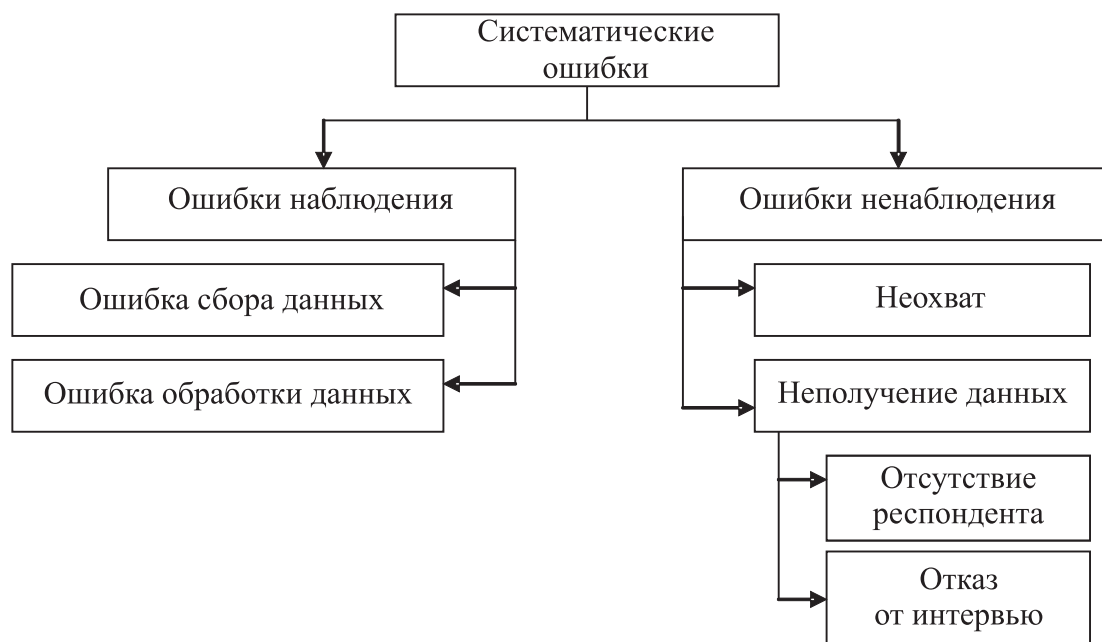 Систематические
ошибки
Ошибки наблюдения
Ошибки ненаблюдения
Ошибка сбора данных
Неохват
Ошибка обработки данных
Неполучение данных
Отсутствие
респондента
Отказ
от интервью